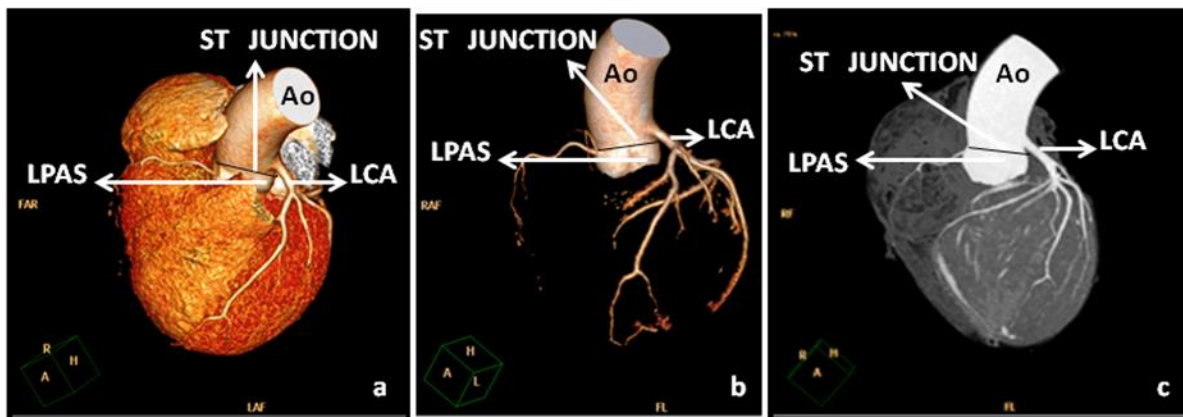 ST JUNCTION
Ao
LPAS
LCA
FAR
R
H
A
LAF
a
ST JUNCTION
Ao
LCA
LPAS
RAF
H
A
L
FL
b
ST JUNCTION
Ao
LCA
LPAS
RF
R
H
A
FL
c